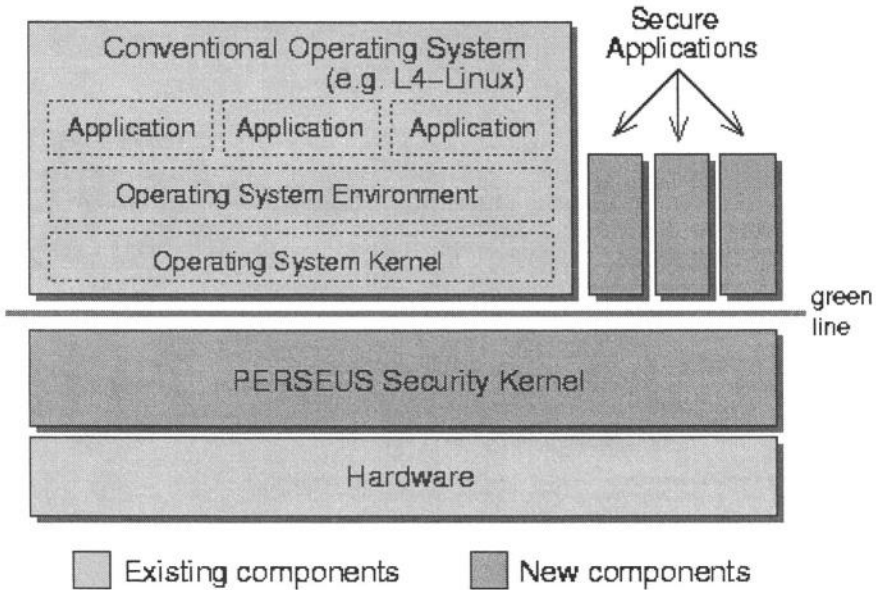 Conventional Operating System
(e.g. L4–Linux)
Secure
Applications
Application
Application
Application
Operating System Environment
Operating System Kernel
green
line
PERSEUS Security Kernel
Hardware
Existing components
New components